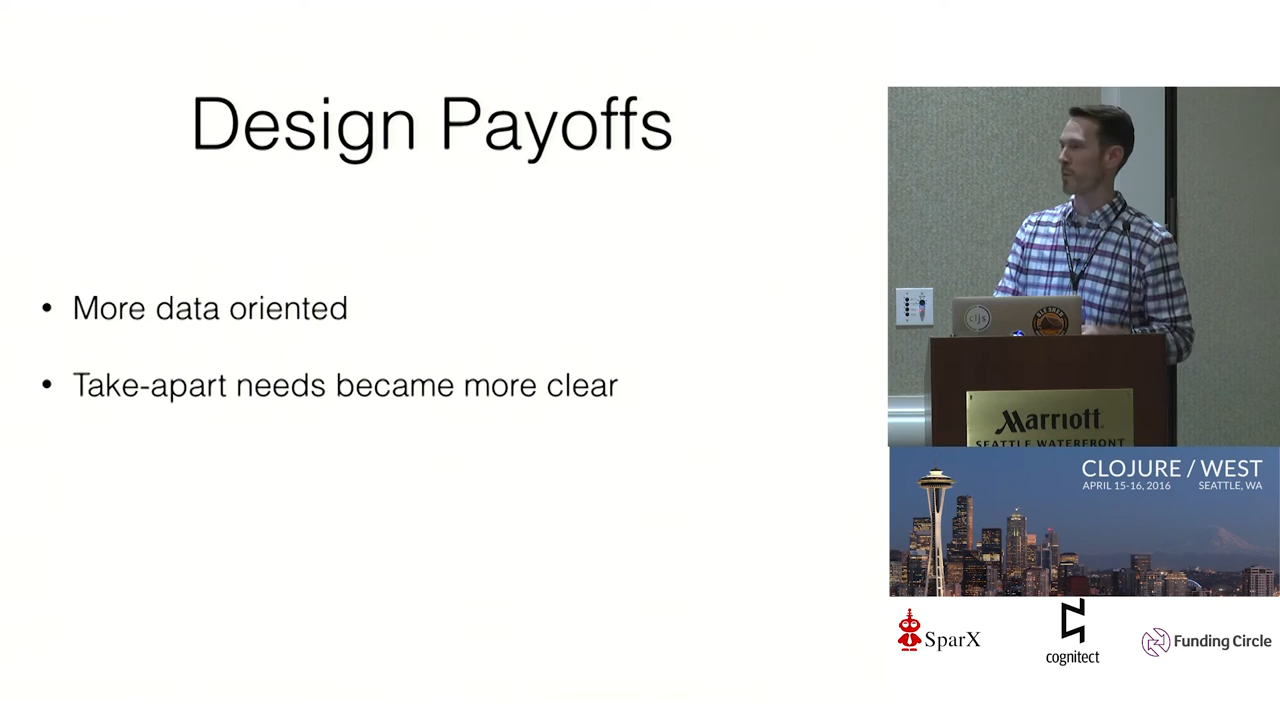 Design Payoffs
• More data oriented
• Take-apart needs became more clear
cljs
Marriott
SEATTLE WATERFRONT
CLOJURE / WEST
APRIL 15-16, 2016 SEATTLE, WA
SparX
cognitect
Funding Circle